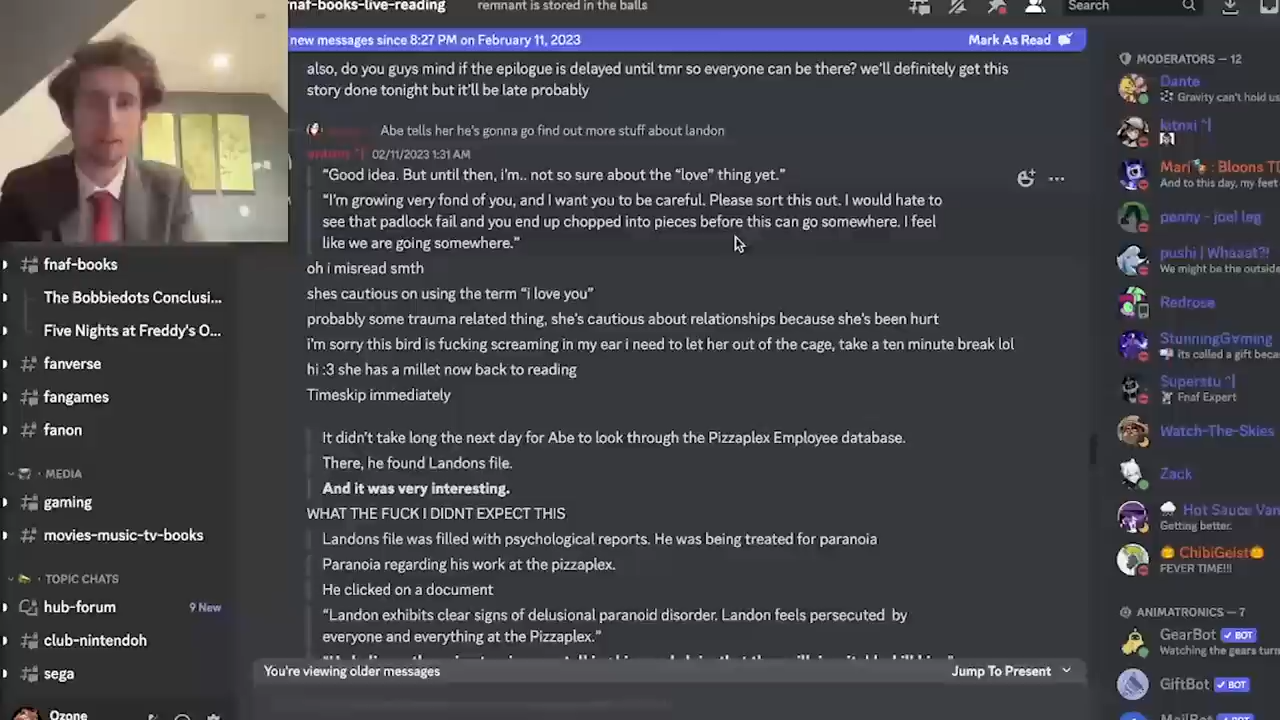 fnaf-books-live-reading
remnant is stored in the balls
Search
new messages since 8:27 PM on February 11, 2023
Mark As Read
also, do you guys mind if the epilogue is delayed until tmr so everyone can be there? we'll definitely get this
story done tonight but it'll be late probably
Abe tells her he's gonna go find out more stuff about landon
02/11/2023 1:31 AM
“Good idea. But until then, i'm.. not so sure about the “love” thing yet.”
“I'm growing very fond of you, and I want you to be careful. Please sort this out. I would hate to
see that padlock fail and you end up chopped into pieces before this can go somewhere. I feel
like we are going somewhere.”
oh i misread smth
shes cautious on using the term “i love you”
probably some trauma related thing, she's cautious about relationships because she's been hurt
i'm sorry this bird is fucking screaming in my ear i need to let her out of the cage, take a ten minute break lol
hi :3 she has a millet now back to reading
Timeskip immediately
It didn't take long the next day for Abe to look through the Pizzaplex Employee database.
There, he found Landons file.
And it was very interesting.
WHAT THE FUCK I DIDNT EXPECT THIS
Landons file was filled with psychological reports. He was being treated for paranoia
Paranoia regarding his work at the pizzaplex.
He clicked on a document
“Landon exhibits clear signs of delusional paranoid disorder. Landon feels persecuted by
everyone and everything at the Pizzaplex.”
You're viewing older messages
Jump To Present
fnaf-books
The Bobbiedots Conclusi...
Five Nights at Freddy's O...
fanverse
fangames
fanon
MEDIA
gaming
movies-music-tv-books
TOPIC CHATS
hub-forum
9 New
club-nintendoh
sega
Ozone
MODERATORS — 12
Dante
Gravity can't hold us
kitnxi ^|
Mari : Bloons TD
And to this day, my feet
penny - joel leg
pushi | Whaaat?!
We might be the outside
Redrose
StunningGVming
its called a gift beca
Superstu ^|
Fnaf Expert
Watch-The-Skies
Zack
Hot Sauce Van
Getting better.
ChibiGeist
FEVER TIME!!!
ANIMATRONICS — 7
GearBot BOT
Watching the gears turn
GiftBot BOT